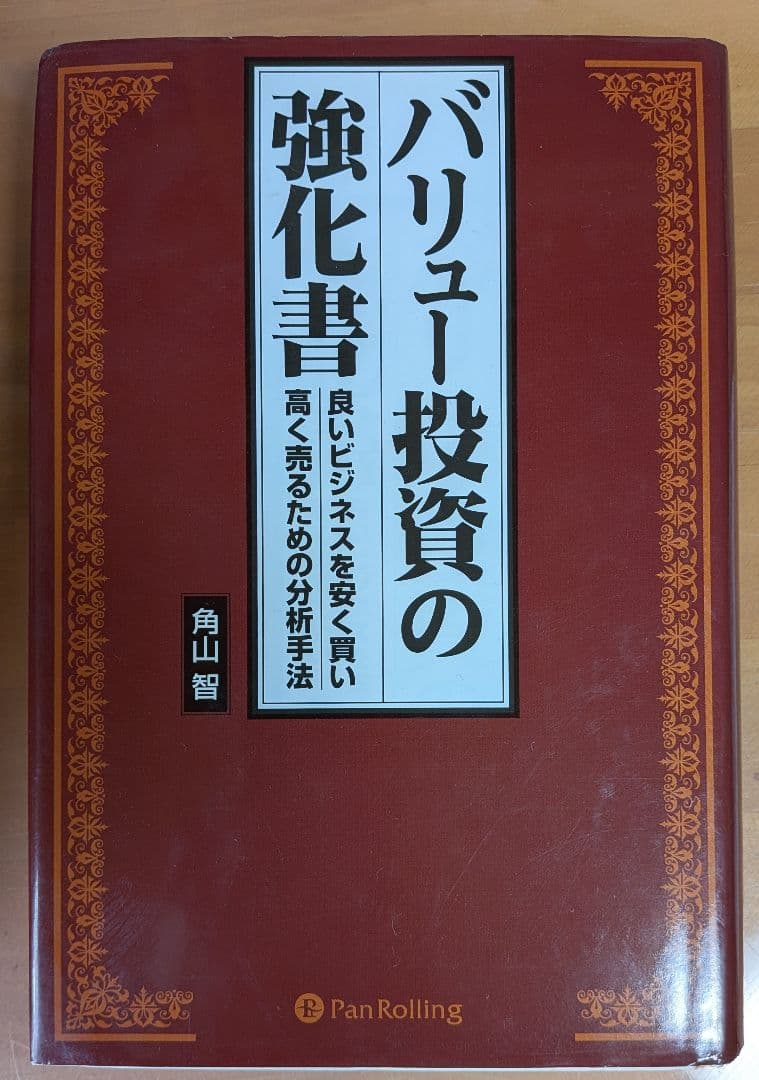 バリュー投資の
強化書
良いビジネスを安く買い
高く売るための分析手法
角山 智
PanRolling